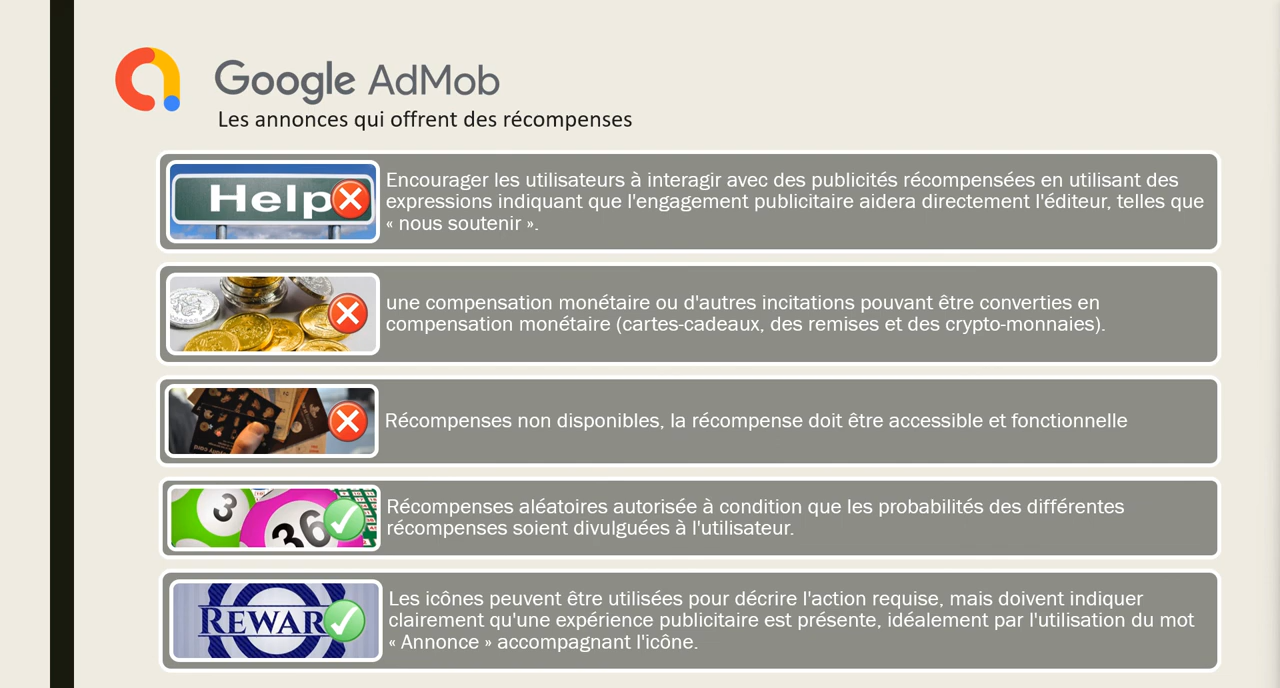 Google AdMob
Les annonces qui offrent des récompenses
Help
Encourager les utilisateurs à interagir avec des publicités récompensées en utilisant des
expressions indiquant que l'engagement publicitaire aidera directement l'éditeur, telles que
« nous soutenir ».
une compensation monétaire ou d'autres incitations pouvant être converties en
compensation monétaire (cartes-cadeaux, des remises et des crypto-monnaies).
Récompenses non disponibles, la récompense doit être accessible et fonctionnelle
3
36
Récompenses aléatoires autorisée à condition que les probabilités des différentes
récompenses soient divulguées à l'utilisateur.
REWAR
Les icônes peuvent être utilisées pour décrire l'action requise, mais doivent indiquer
clairement qu'une expérience publicitaire est présente, idéalement par l'utilisation du mot
« Annonce » accompagnant l'icône.